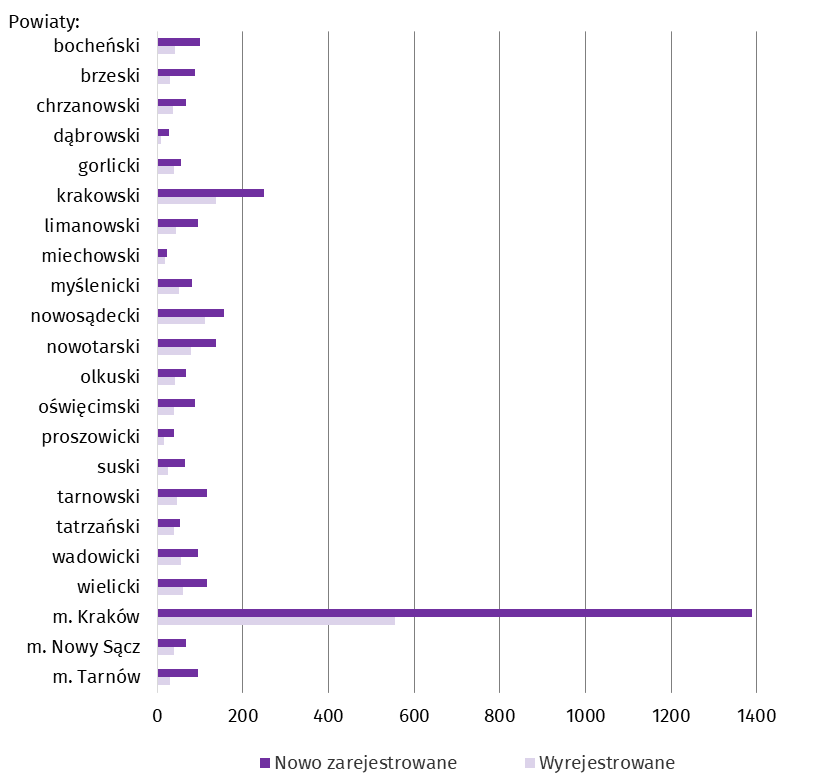 Powiaty:
bocheński
brzeski
chrzanowski
dąbrowski
gorlicki
krakowski
limanowski
miechowski
myślenicki
nowosądecki
nowotarski
olkuski
oświęcimski
proszowicki
suski
tarnowski
tatrzański
wadowicki
wielicki
m. Kraków
m. Nowy Sącz
m. Tarnów
0 200 400 600 800 1000 1200 1400
Nowo zarejestrowane Wyrejestrowane